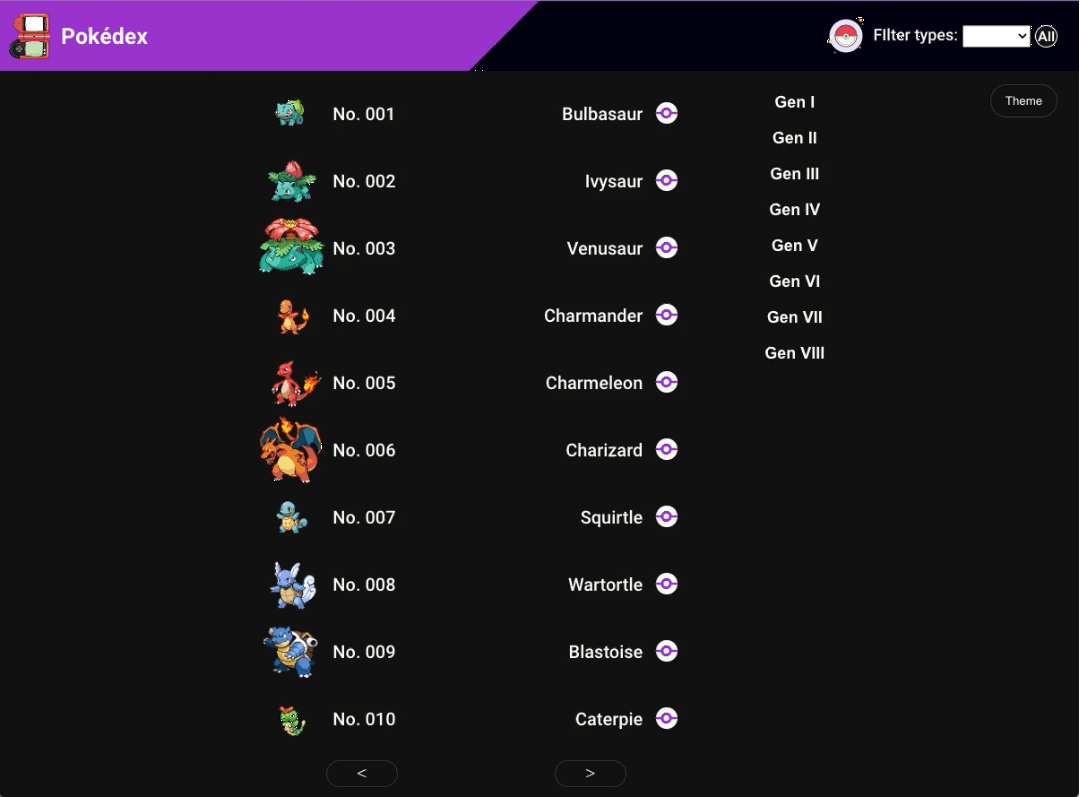 Pokédex
FIlter types:
All
Theme
No. 001 Bulbasaur
No. 002 Ivysaur
No. 003 Venusaur
No. 004 Charmander
No. 005 Charmeleon
No. 006 Charizard
No. 007 Squirtle
No. 008 Wartortle
No. 009 Blastoise
No. 010 Caterpie
Gen I
Gen II
Gen III
Gen IV
Gen V
Gen VI
Gen VII
Gen VIII
< >